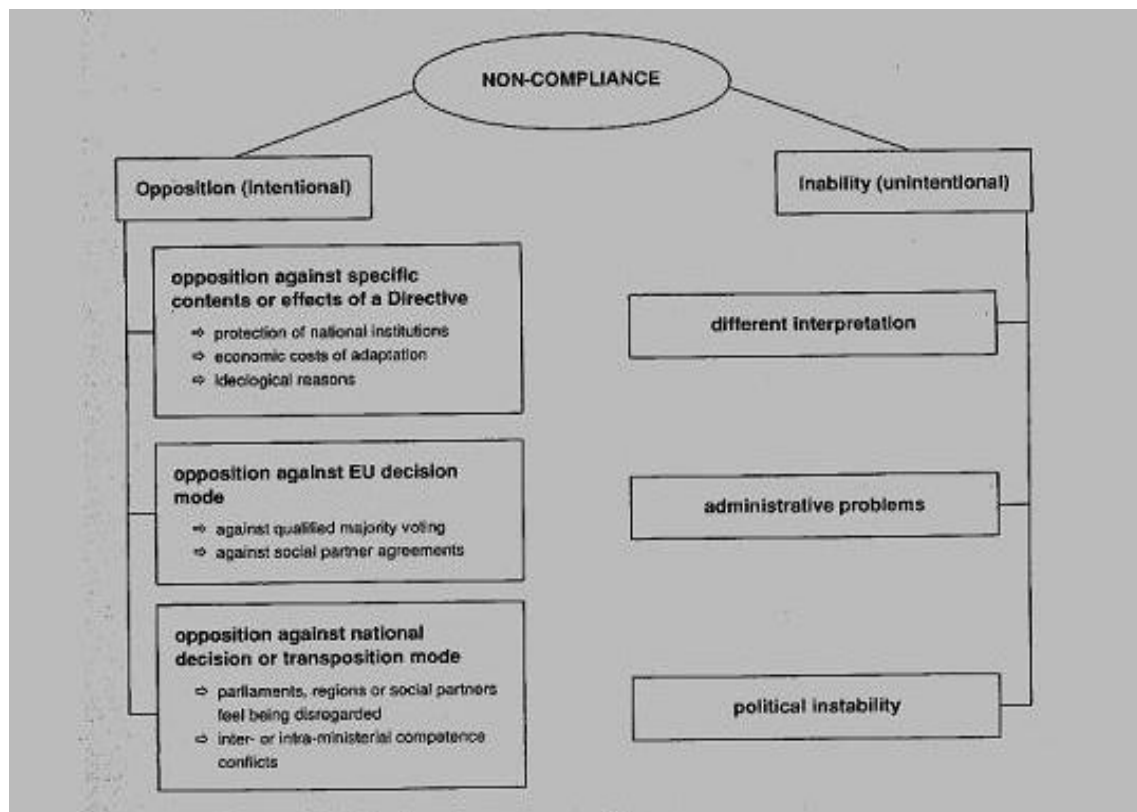 NON-COMPLIANCE
Opposition (intentional)
opposition against specific
contents or effects of a Directive
⇨ protection of national institutions
⇨ economic costs of adaptation
⇨ ideological reasons
opposition against EU decision
mode
⇨ against qualified majority voting
⇨ against social partner agreements
opposition against national
decision or transposition mode
⇨ parliaments, regions or social partners
feel being disregarded
⇨ inter- or intra-ministerial competence
conflicts
Inability (unintentional)
different interpretation
administrative problems
political instability